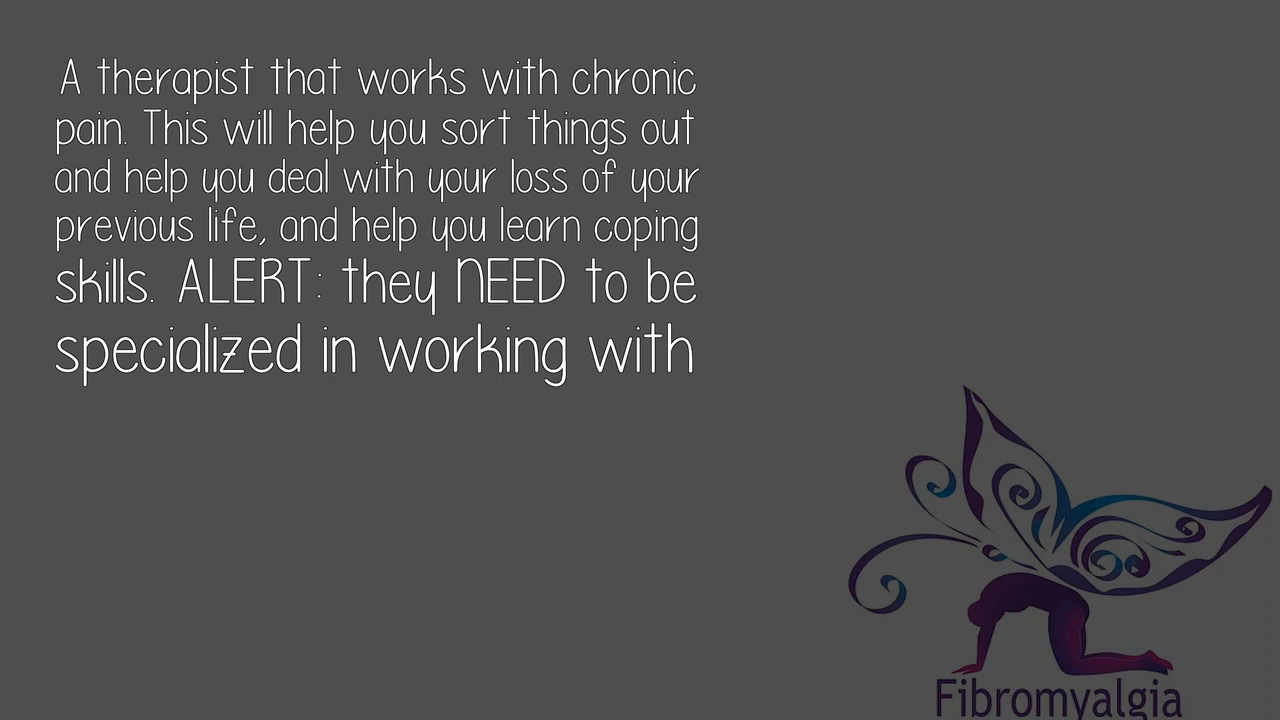 A therapist that works with chronic
pain. This will help you sort things out
and help you deal with your loss of your
previous life, and help you learn coping
skills. ALERT: they NEED to be
specialized in working with
Fibromyalgia